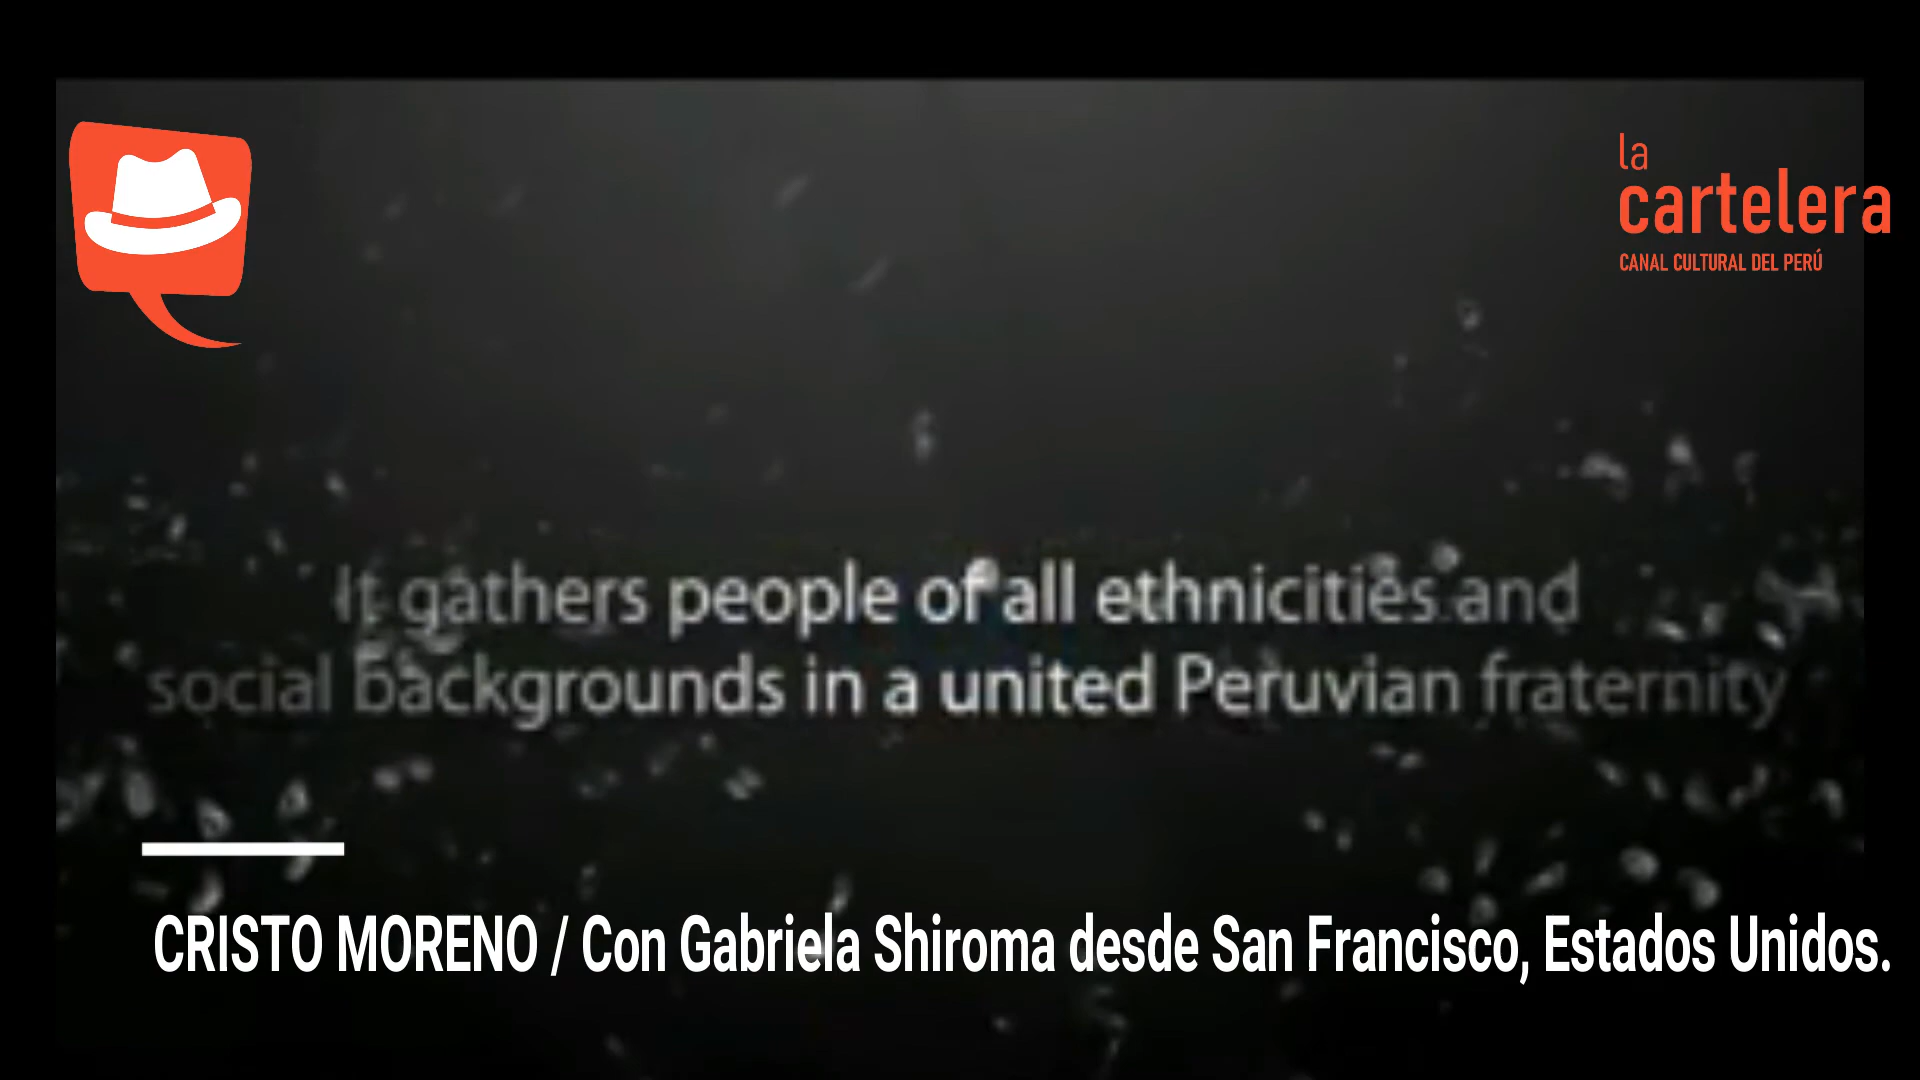 la
cartelera
CANAL CULTURAL DEL PERÚ
It gathers people of all ethnicities and
social backgrounds in a united Peruvian fraternity
CRISTO MORENO / Con Gabriela Shiroma desde San Francisco, Estados Unidos.